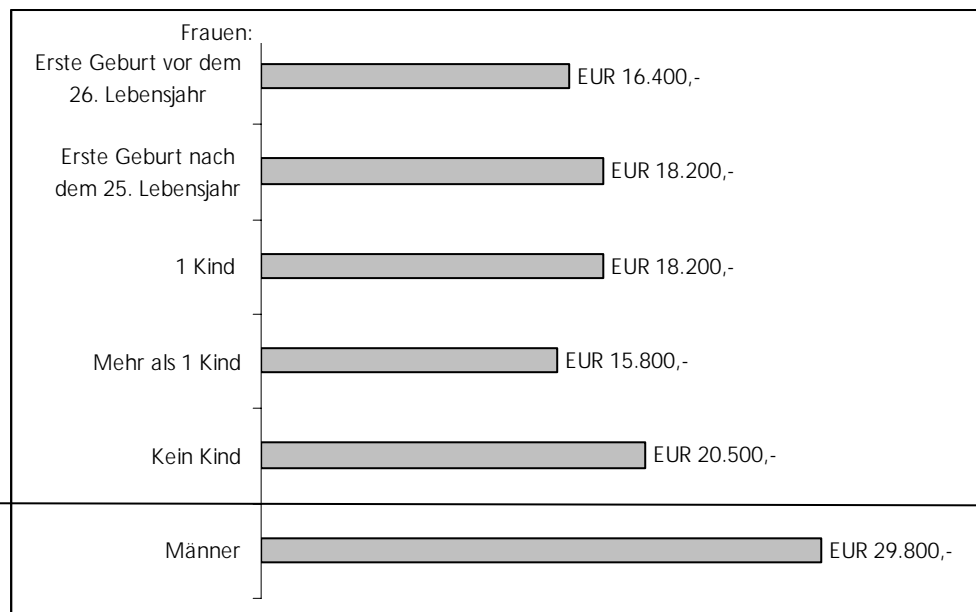 Frauen:
Erste Geburt vor dem
26. Lebensjahr
EUR 16.400,-
Erste Geburt nach
dem 25. Lebensjahr
EUR 18.200,-
1 Kind
EUR 18.200,-
Mehr als 1 Kind
EUR 15.800,-
Kein Kind
EUR 20.500,-
Männer
EUR 29.800,-